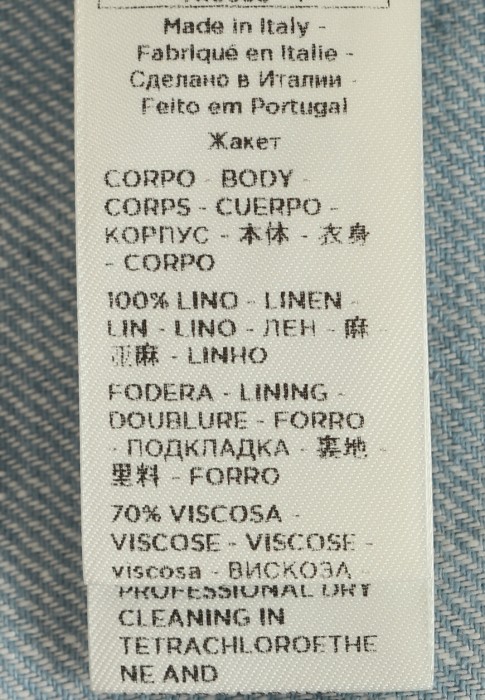 Made in Italy -
Fabriqué en Italie -
Сделано в Италии -
Feito em Portugal
Жакет
CORPO - BODY -
CORPS - CUERPO -
КОРПУС - 本体 - 衣身
- CORPO
100% LINO - LINEN -
LIN - LINO - ЛЕН - 麻
亚麻 - LINHO
FODERA - LINING -
DOUBLURE - FORRO
- ПОДКЛАДКА - 裏地 -
里料 - FORRO
70% VISCOSA -
VISCOSE - VISCOSE -
viscosa - ВИСКОЗА -
PROFESSIONAL DRY
CLEANING IN
TETRACHLOROETHE
NE AND